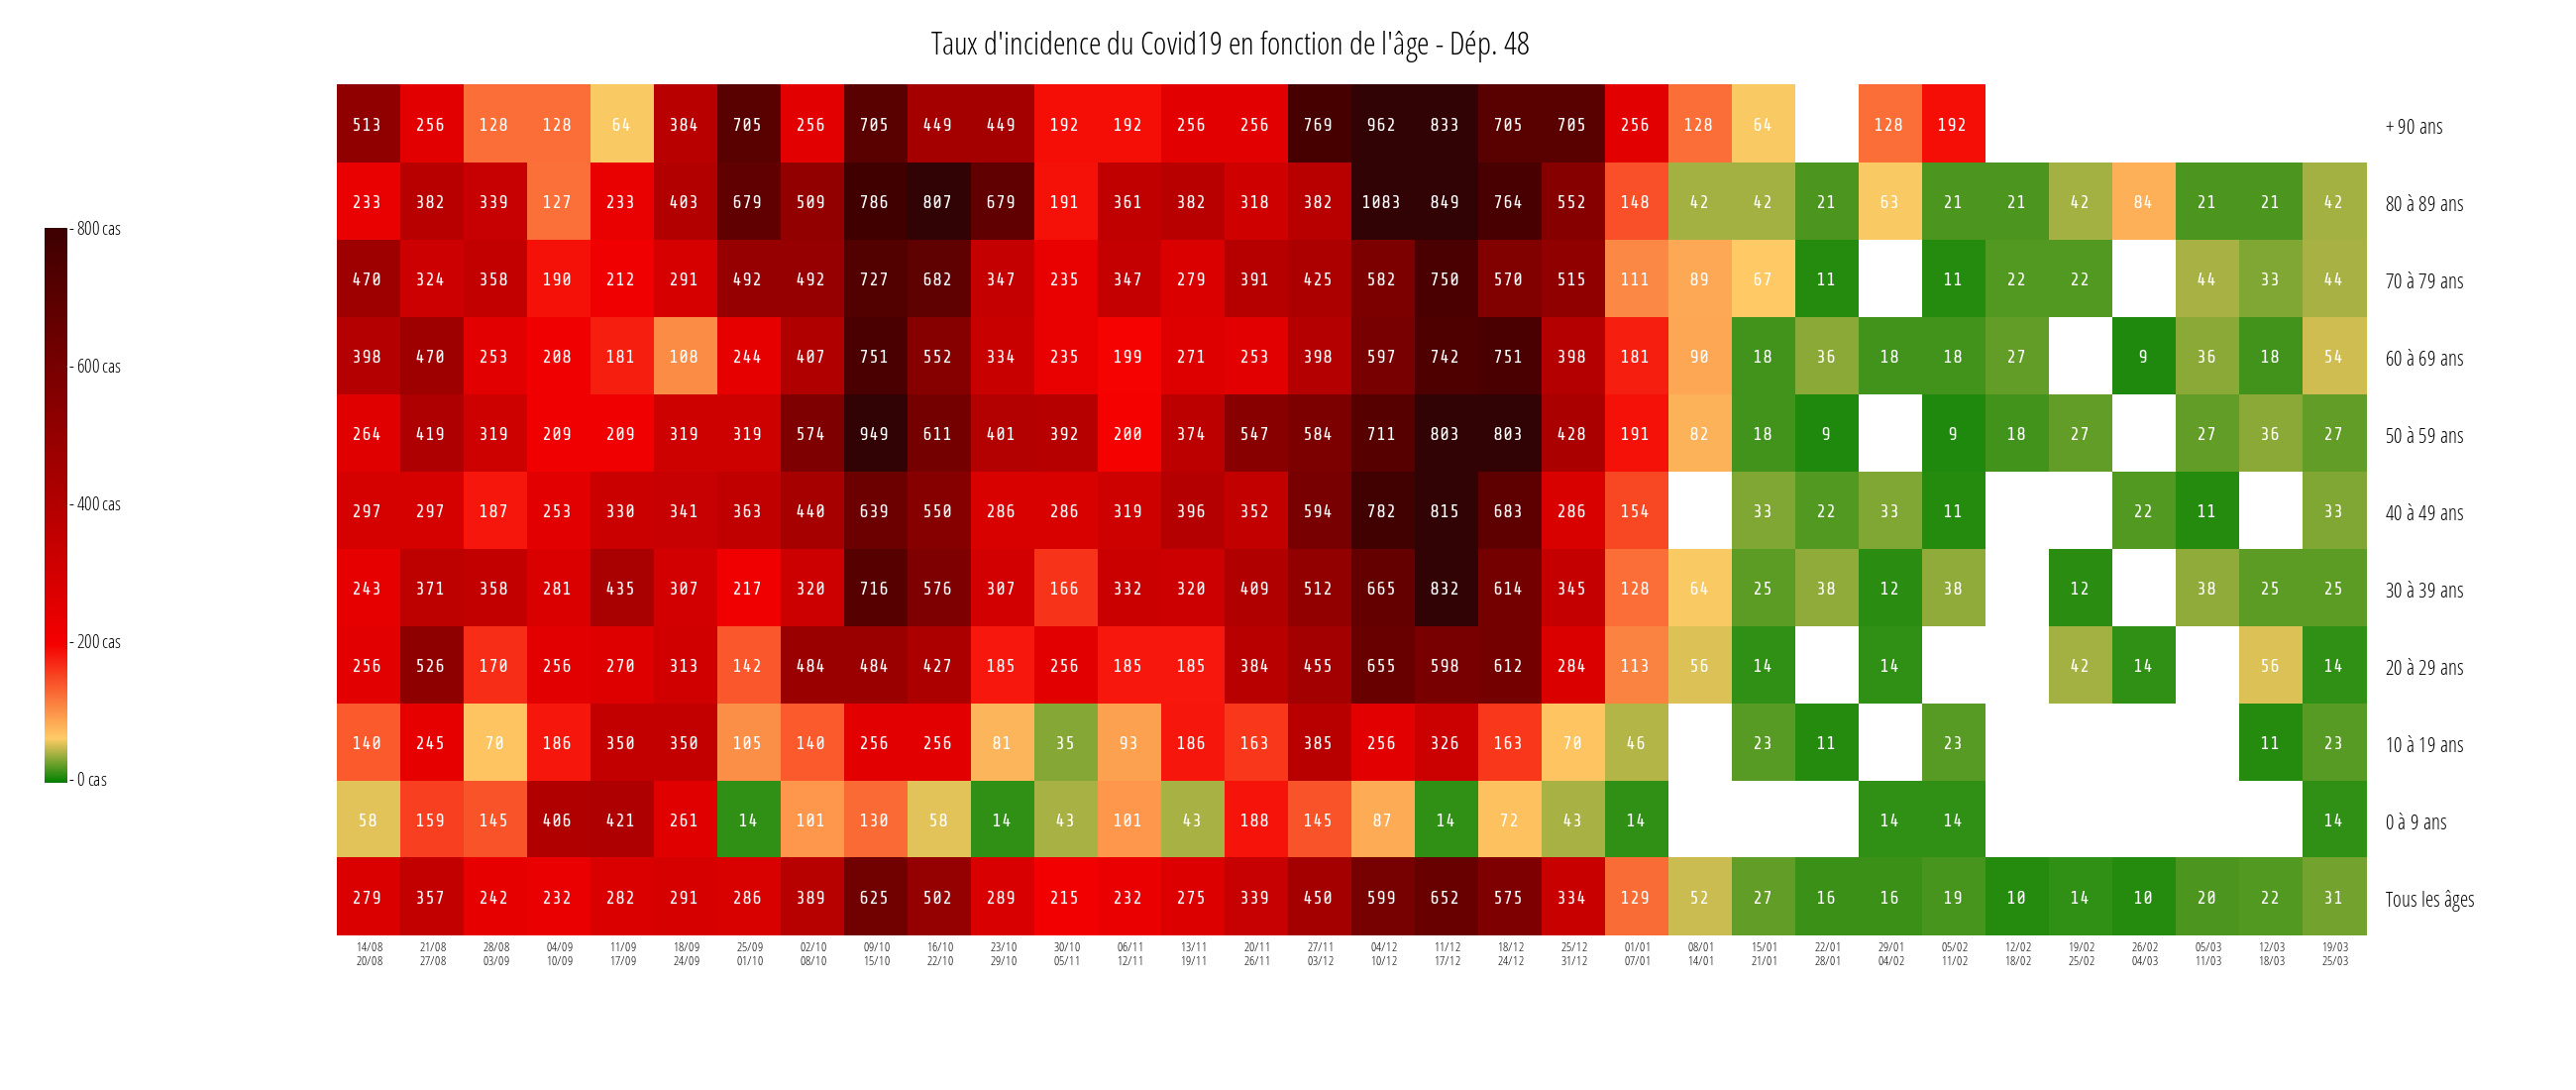 Taux d'incidence du Covid19 en fonction de l'âge - Dép. 48
513 256 128 128 64 384 705 256 705 449 449 192 192 256 256 769 962 833 705 705 256 128 64 128 192 + 90 ans
233 382 339 127 233 403 679 509 786 807 679 191 361 382 318 382 1083 849 764 552 148 42 42 21 63 21 21 42 84 21 21 42 80 à 89 ans
- 800 cas
470 324 358 190 212 291 492 492 727 682 347 235 347 279 391 425 582 750 570 515 111 89 67 11 11 22 22 44 33 44 70 à 79 ans
398 470 253 208 181 108 244 407 751 552 334 235 199 271 253 398 597 742 751 398 181 90 18 36 18 18 27 9 36 18 54 60 à 69 ans
- 600 cas
264 419 319 209 209 319 319 574 949 611 401 392 200 374 547 584 711 803 803 428 191 82 18 9 9 18 27 27 36 27 50 à 59 ans
- 400 cas
297 297 187 253 330 341 363 440 639 550 286 286 319 396 352 594 782 815 683 286 154 33 22 33 11 22 11 33 40 à 49 ans
243 371 358 281 435 307 217 320 716 576 307 166 332 320 409 512 665 832 614 345 128 64 25 38 12 38 12 38 25 25 30 à 39 ans
- 200 cas
256 526 170 256 270 313 142 484 484 427 185 256 185 185 384 455 655 598 612 284 113 56 14 14 42 14 56 14 20 à 29 ans
140 245 70 186 350 350 105 140 256 256 81 35 93 186 163 385 256 326 163 70 46 23 11 23 11 23 10 à 19 ans
- 0 cas
58 159 145 406 421 261 14 101 130 58 14 43 101 43 188 145 87 14 72 43 14 14 14 14 0 à 9 ans
279 357 242 232 282 291 286 389 625 502 289 215 232 275 339 450 599 652 575 334 129 52 27 16 16 19 10 14 10 20 22 31 Tous les âges
14/08 21/08 28/08 04/09 11/09 18/09 25/09 02/10 09/10 16/10 23/10 30/10 06/11 13/11 20/11 27/11 04/12 11/12 18/12 25/12 01/01 08/01 15/01 22/01 29/01 05/02 12/02 19/02 26/02 05/03 12/03 19/03
20/08 27/08 03/09 10/09 17/09 24/09 01/10 08/10 15/10 22/10 29/10 05/11 12/11 19/11 26/11 03/12 10/12 17/12 24/12 31/12 07/01 14/01 21/01 28/01 04/02 11/02 18/02 25/02 04/03 11/03 18/03 25/03